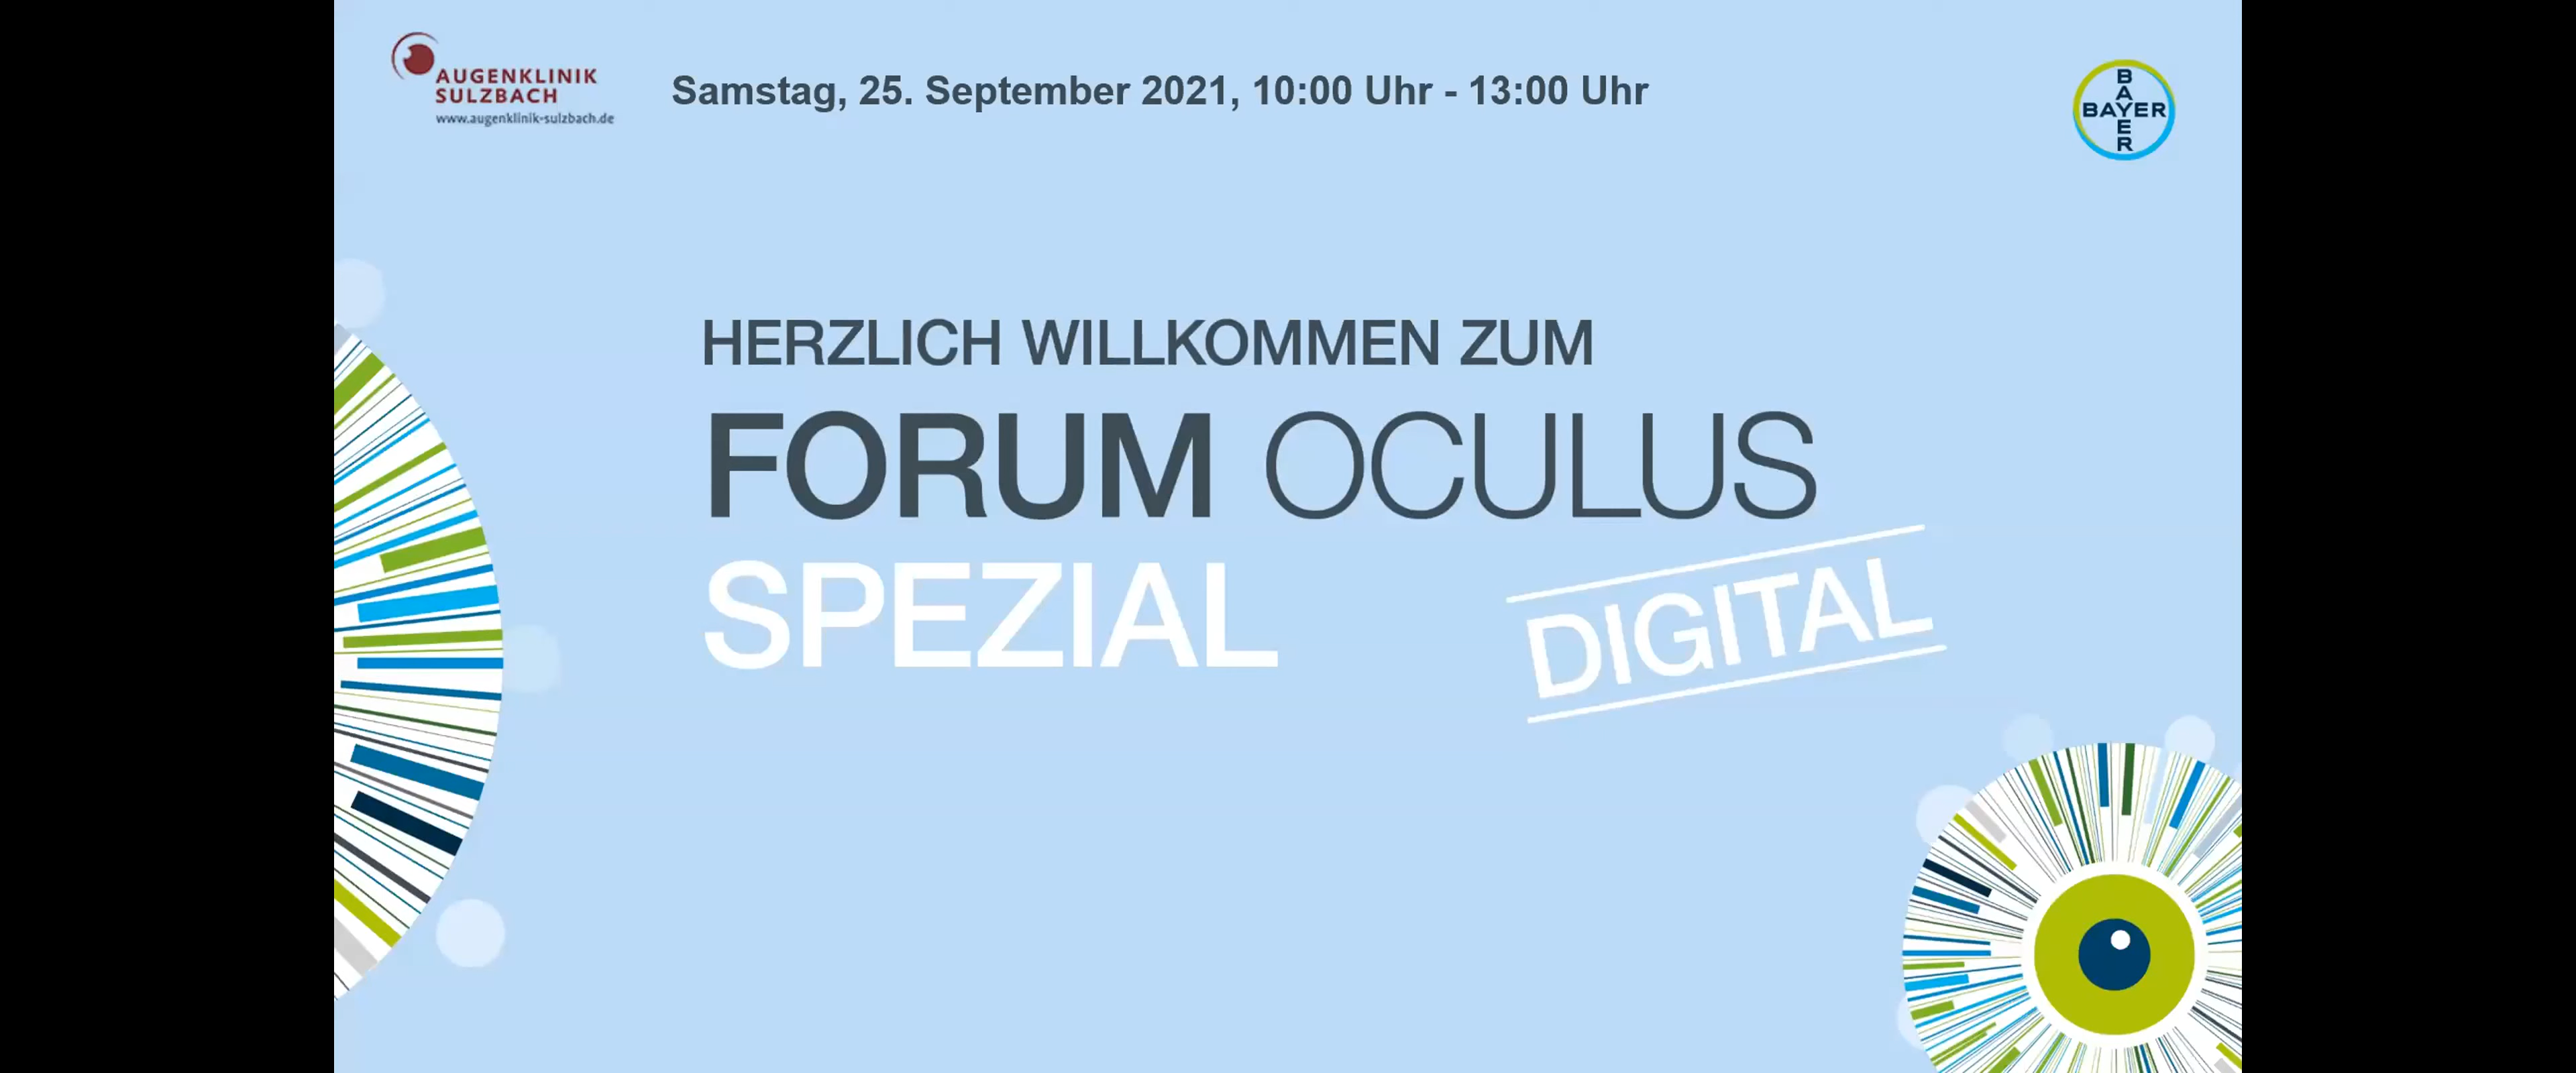 AUGENKLINIK
SULZBACH
www.augenklinik-sulzbach.de
Samstag, 25. September 2021, 10:00 Uhr - 13:00 Uhr
BAYER
BAYER
HERZLICH WILLKOMMEN ZUM
FORUM OCULUS
SPEZIAL
DIGITAL